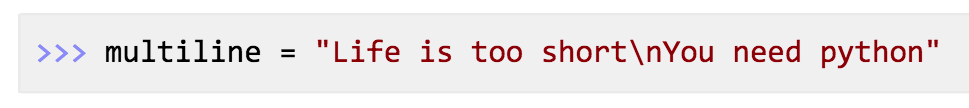 >>> multiline = "Life is too short\nYou need python"